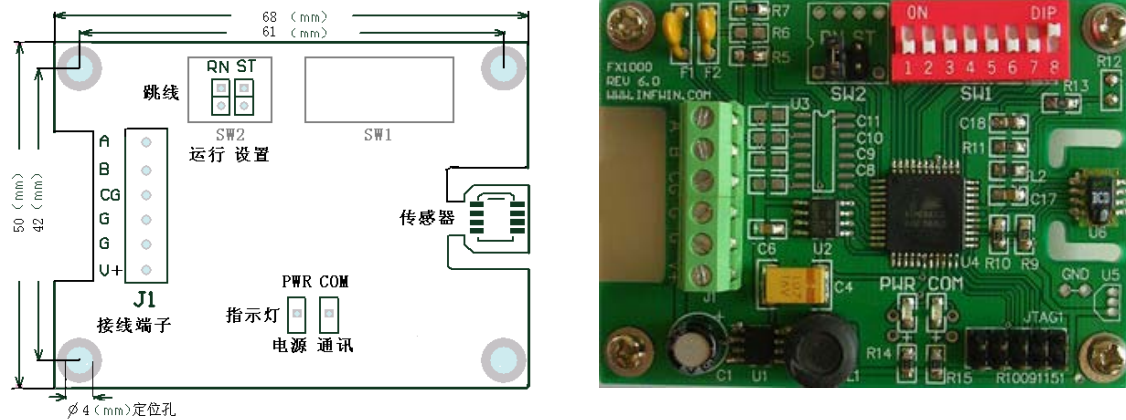 68 (mm)
61 (mm)
50(mm)
42(mm)
跳线
RN ST
SW2
运行 设置
SW1
A
B
CG
G
G
V+
J1
接线端子
传感器
PWR COM
指示灯
电源 通讯
φ4(mm)定位孔
R7
R6
R5
F1 F2
FX100D
REV 6.0
WWW.INFWIN.COM
RN ST
SW2
ON DIP
1 2 3 4 5 6 7 8
SW1
R12
R13
U3
C11
C10
C9
C8
C18
R11
L2
C17
U6
R10 R9
C6
U2
U4
C4
J1
PWR COM
GND
U5
JTAG1
R14
R15
C1
U1
L1
R10091151